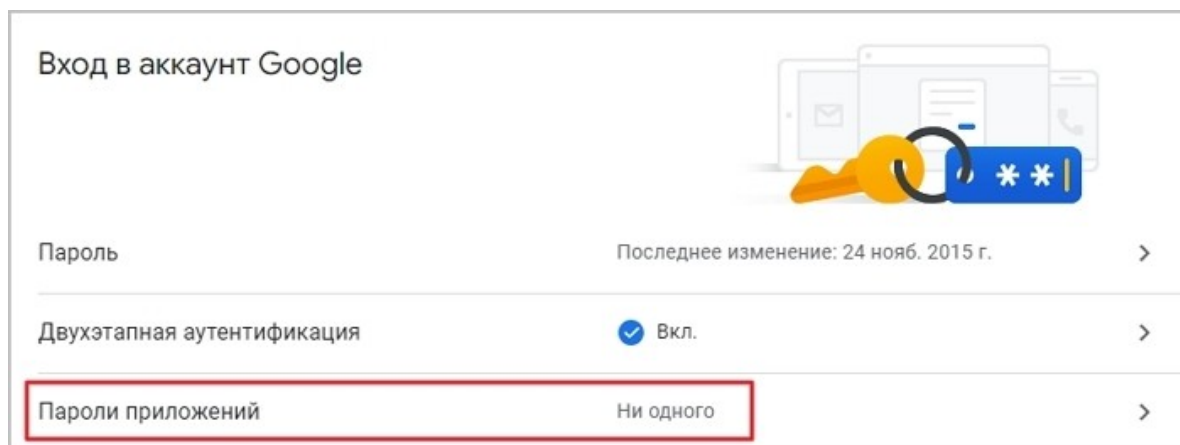 Вход в аккаунт Google
**
Пароль Последнее изменение: 24 нояб. 2015 г.
Двухэтапная аутентификация Вкл.
Пароли приложений Ни одного